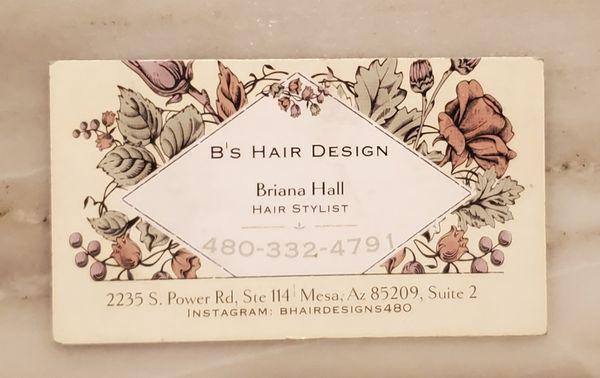 B's Hair Design
Briana Hall
Hair Stylist
480-332-4791
2235 S. Power Rd, Ste 114 | Mesa, Az 85209, Suite 2
Instagram: bhairdesigns480